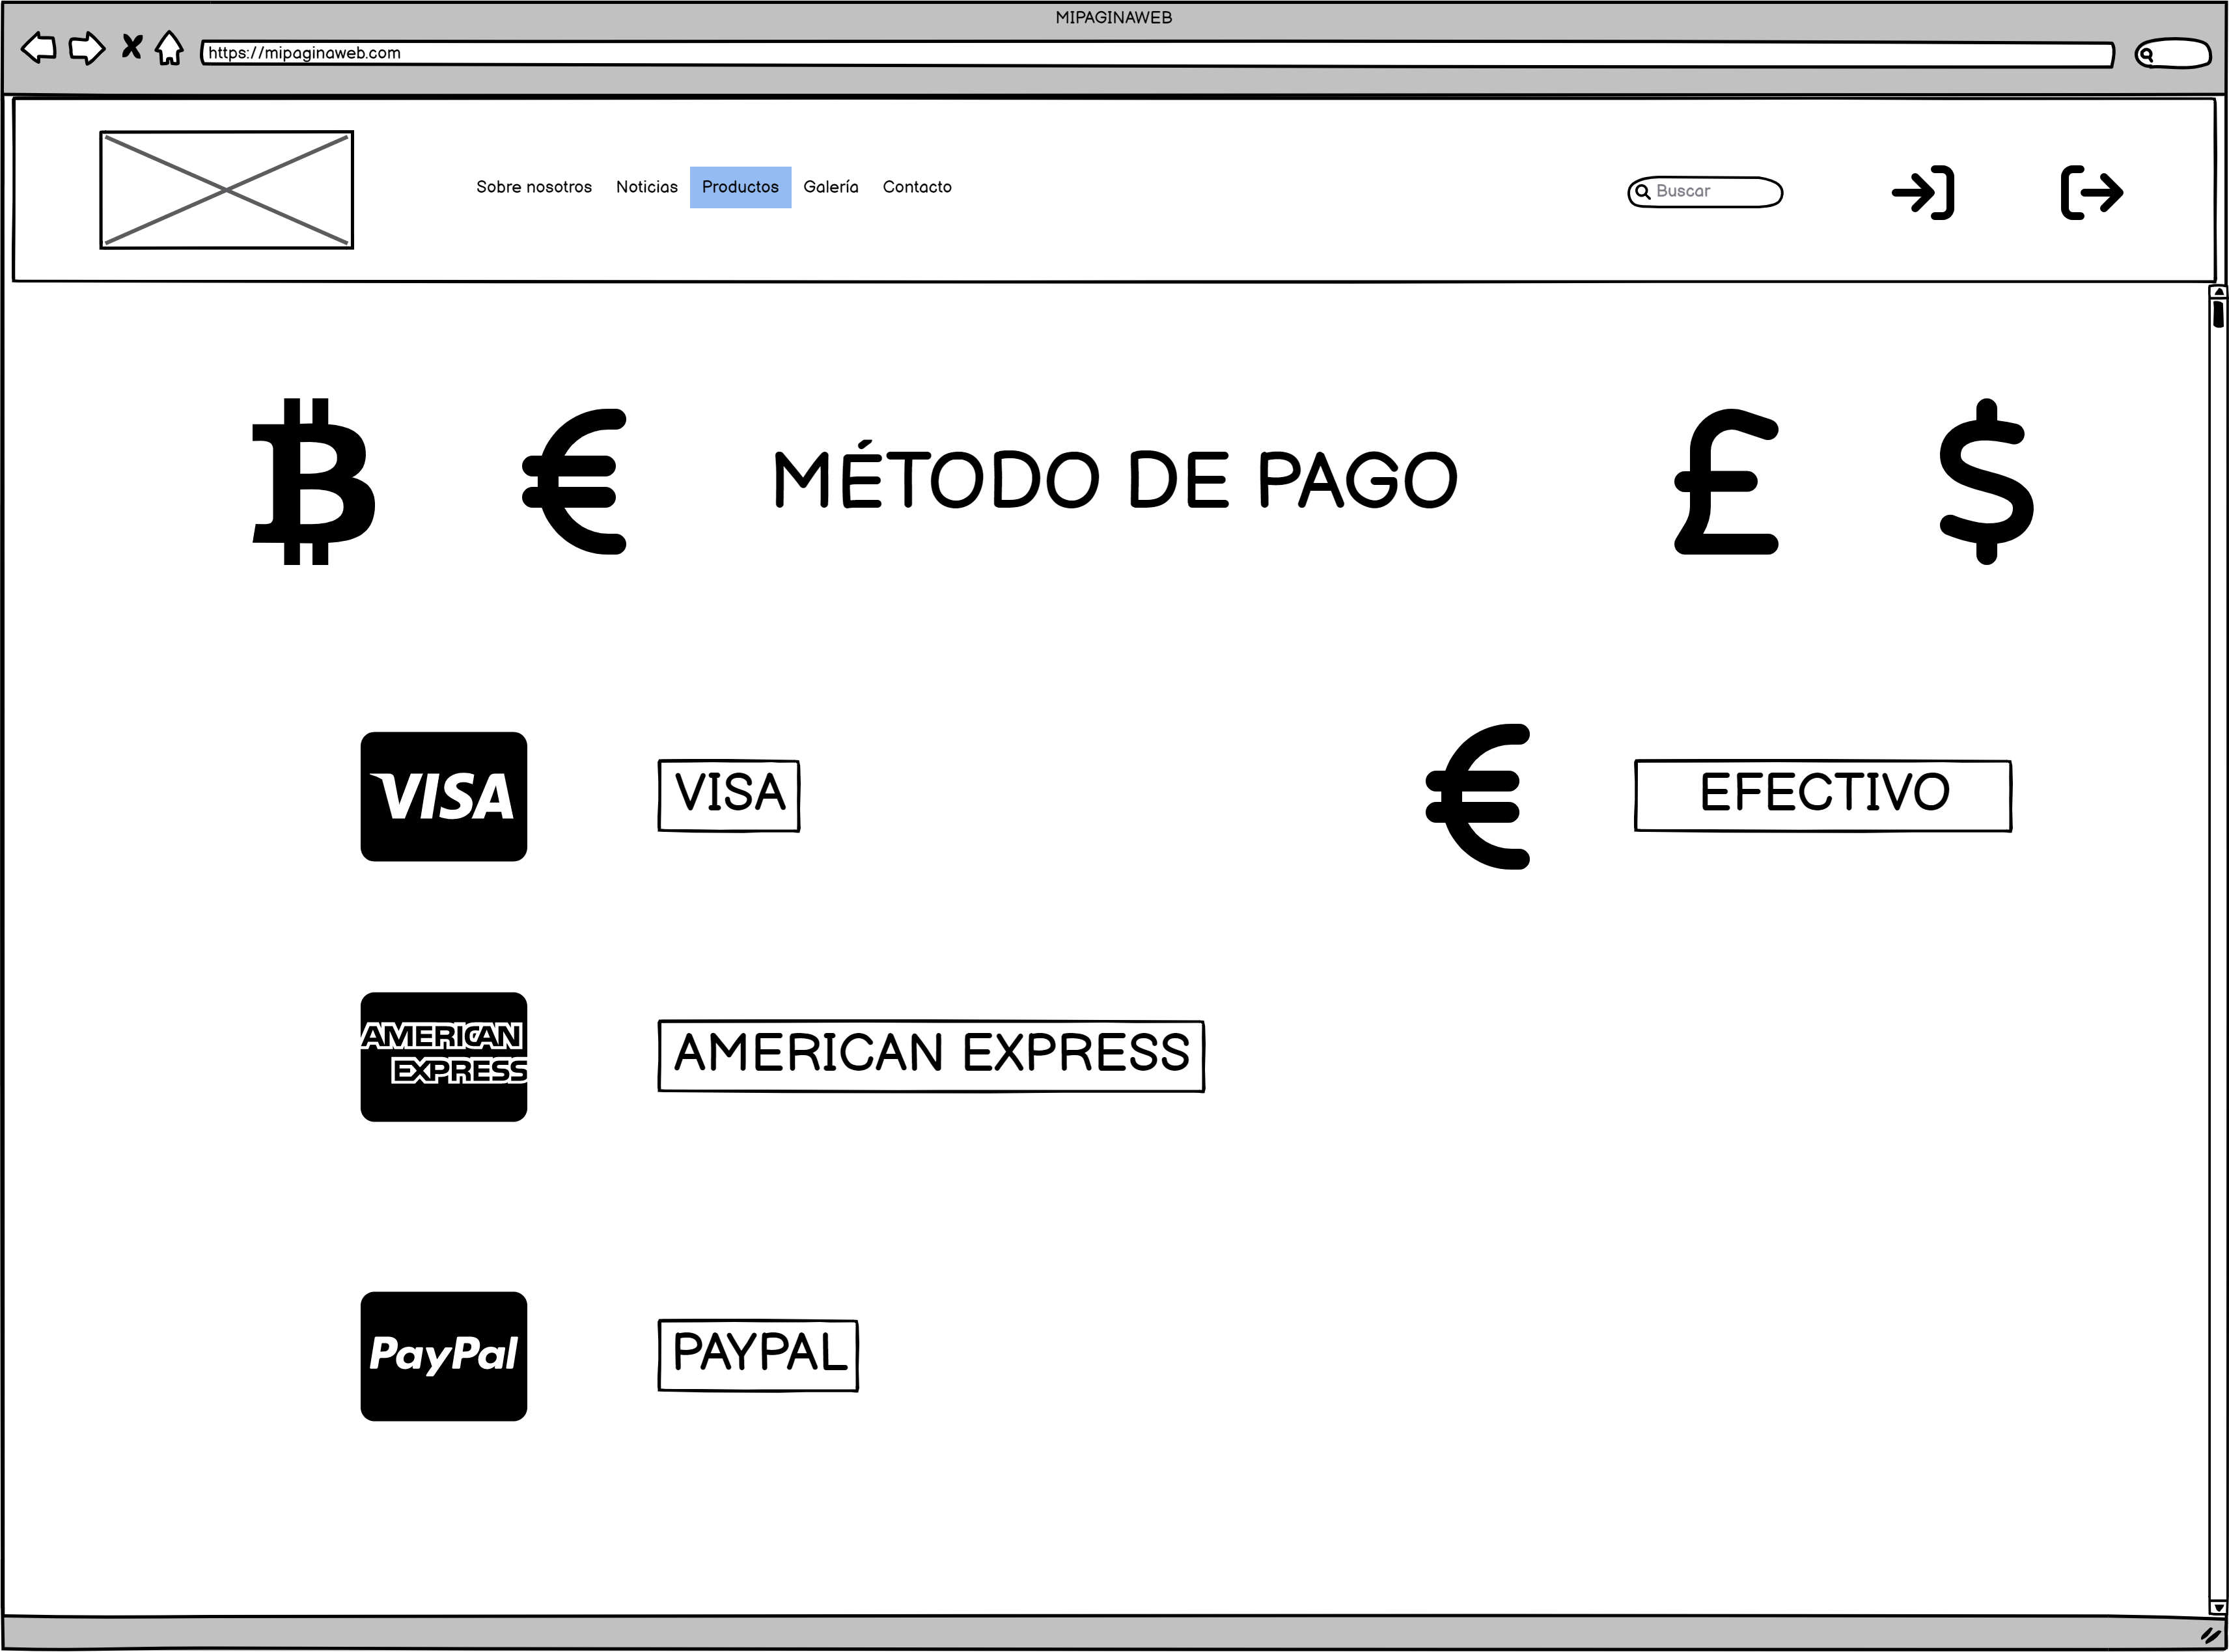 MIPAGINAWEB
https://mipaginaweb.com
Sobre nosotros Noticias Productos Galería Contacto Buscar
MÉTODO DE PAGO
VISA VISA EFECTIVO
AMERICAN
EXPRESS
AMERICAN EXPRESS
PayPal PAYPAL